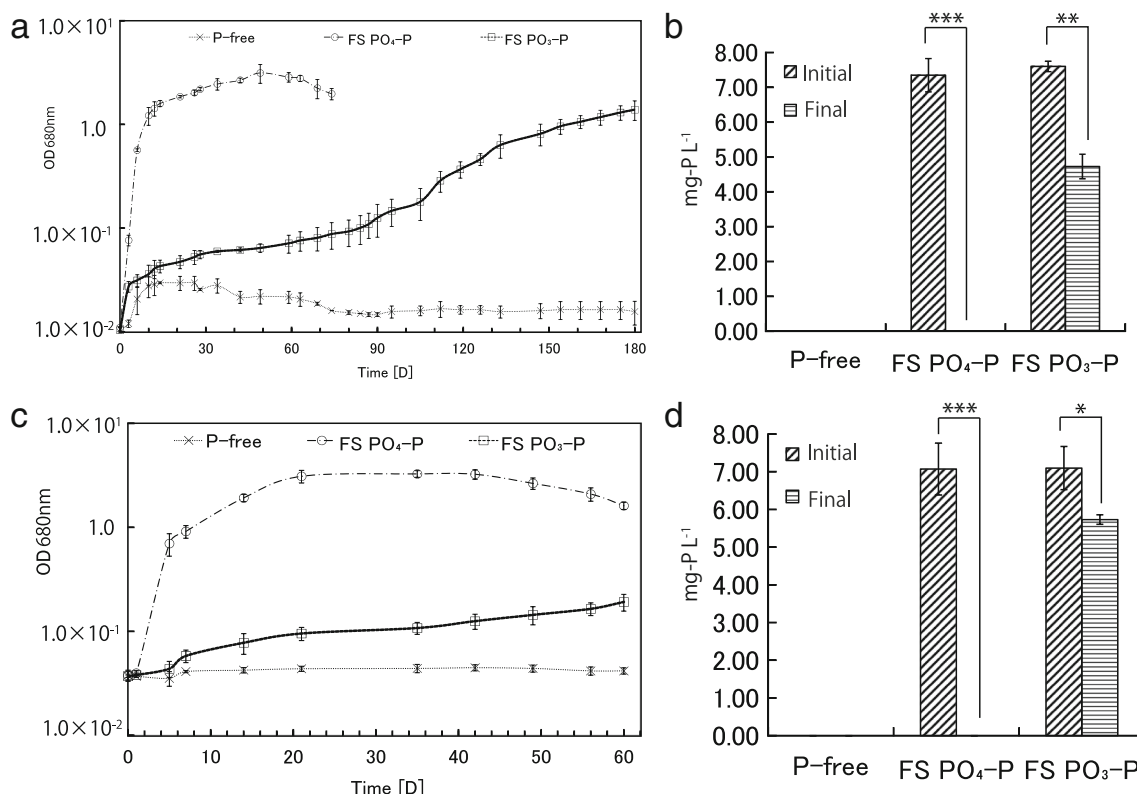 a
P-free FS PO₄-P FS PO₃-P
1.0×10¹
1.0
1.0×10⁻¹
1.0×10⁻²
OD 680nm
0 30 60 90 120 150 180
Time [D]
b
*** **
8.00
7.00
6.00
5.00
4.00
3.00
2.00
1.00
0.00
mg-P L⁻¹
Initial
Final
P-free FS PO₄-P FS PO₃-P
c
P-free FS PO₄-P FS PO₃-P
1.0×10¹
1.0
1.0×10⁻¹
1.0×10⁻²
OD 680nm
0 10 20 30 40 50 60
Time [D]
d
*** *
8.00
7.00
6.00
5.00
4.00
3.00
2.00
1.00
0.00
mg-P L⁻¹
Initial
Final
P-free FS PO₄-P FS PO₃-P